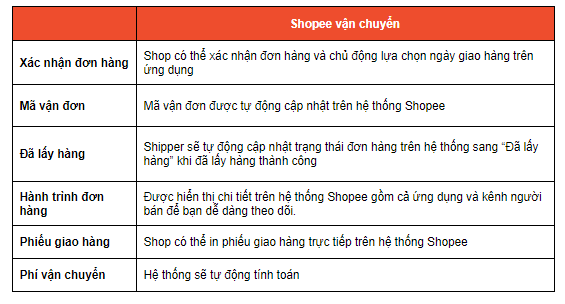 Shopee vận chuyển
Xác nhận đơn hàng
Shop có thể xác nhận đơn hàng và chủ động lựa chọn ngày giao hàng trên
ứng dụng
Mã vận đơn
Mã vận đơn được tự động cập nhật trên hệ thống Shopee
Đã lấy hàng
Shipper sẽ tự động cập nhật trạng thái đơn hàng trên hệ thống sang “Đã lấy
hàng” khi đã lấy hàng thành công
Hành trình đơn
hàng
Được hiển thị chi tiết trên hệ thống Shopee gồm cả ứng dụng và kênh người
bán để bạn dễ dàng theo dõi.
Phiếu giao hàng
Shop có thể in phiếu giao hàng trực tiếp trên hệ thống Shopee
Phí vận chuyển
Hệ thống sẽ tự động tính toán